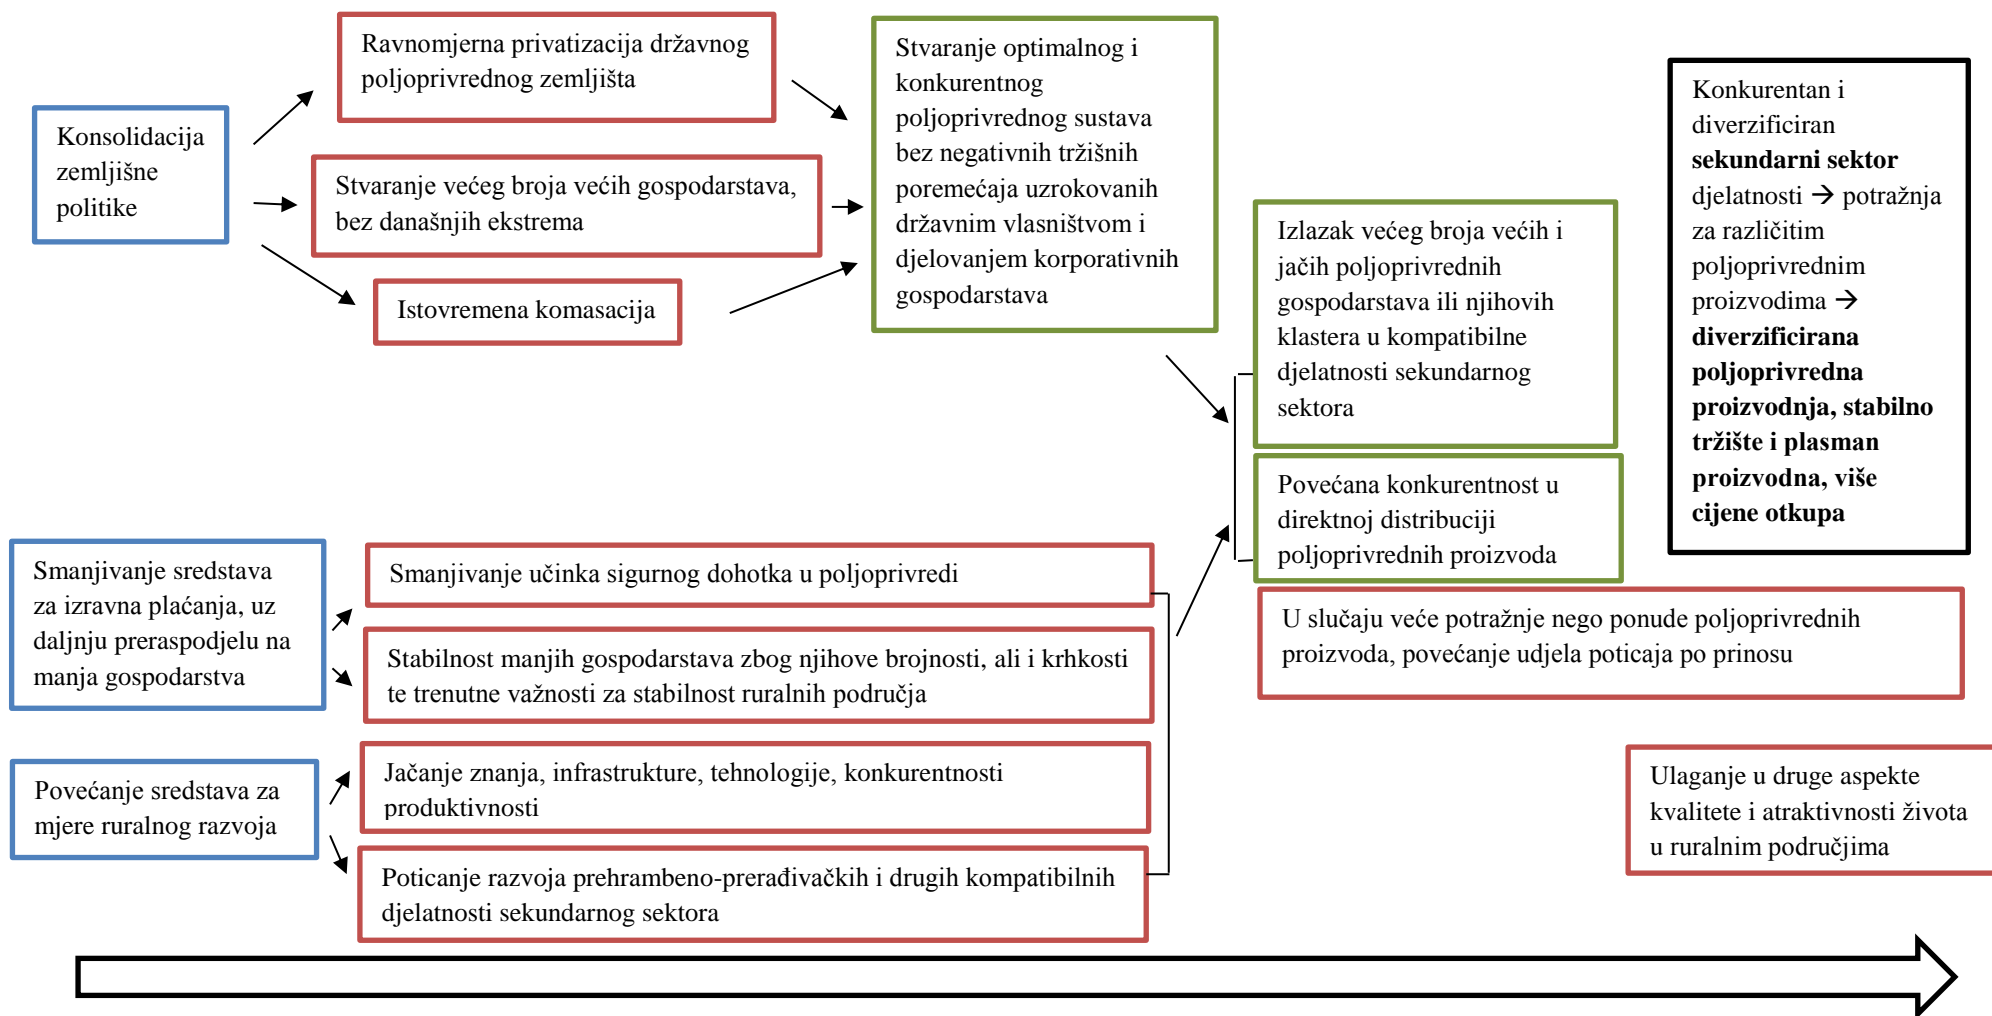 Konsolidacija
zemljišne
politike
Ravnomjerna privatizacija državnog
poljoprivrednog zemljišta
Stvaranje većeg broja većih gospodarstava,
bez današnjih ekstrema
Istovremena komasacija
Stvaranje optimalnog i
konkurentnog
poljoprivrednog sustava
bez negativnih tržišnih
poremećaja uzrokovanih
državnim vlasništvom i
djelovanjem korporativnih
gospodarstava
Izlazak većeg broja većih i
jačih poljoprivrednih
gospodarstava ili njihovih
klastera u kompatibilne
djelatnosti sekundarnog
sektora
Povećana konkurentnost u
direktnoj distribuciji
poljoprivrednih proizvoda
Konkurentan i
diverzificiran
sekundarni sektor
djelatnosti → potražnja
za različitim
poljoprivrednim
proizvodima →
diverzificirana
poljoprivredna
proizvodnja, stabilno
tržište i plasman
proizvodna, više
cijene otkupa
Smanjivanje sredstava
za izravna plaćanja, uz
daljnju preraspodjelu na
manja gospodarstva
Smanjivanje učinka sigurnog dohotka u poljoprivredi
Stabilnost manjih gospodarstava zbog njihove brojnosti, ali i krhkosti
te trenutne važnosti za stabilnost ruralnih područja
U slučaju veće potražnje nego ponude poljoprivrednih
proizvoda, povećanje udjela poticaja po prinosu
Povećanje sredstava za
mjere ruralnog razvoja
Jačanje znanja, infrastrukture, tehnologije, konkurentnosti
produktivnosti
Poticanje razvoja prehrambeno-prerađivačkih i drugih kompatibilnih
djelatnosti sekundarnog sektora
Ulaganje u druge aspekte
kvalitete i atraktivnosti života
u ruralnim područjima